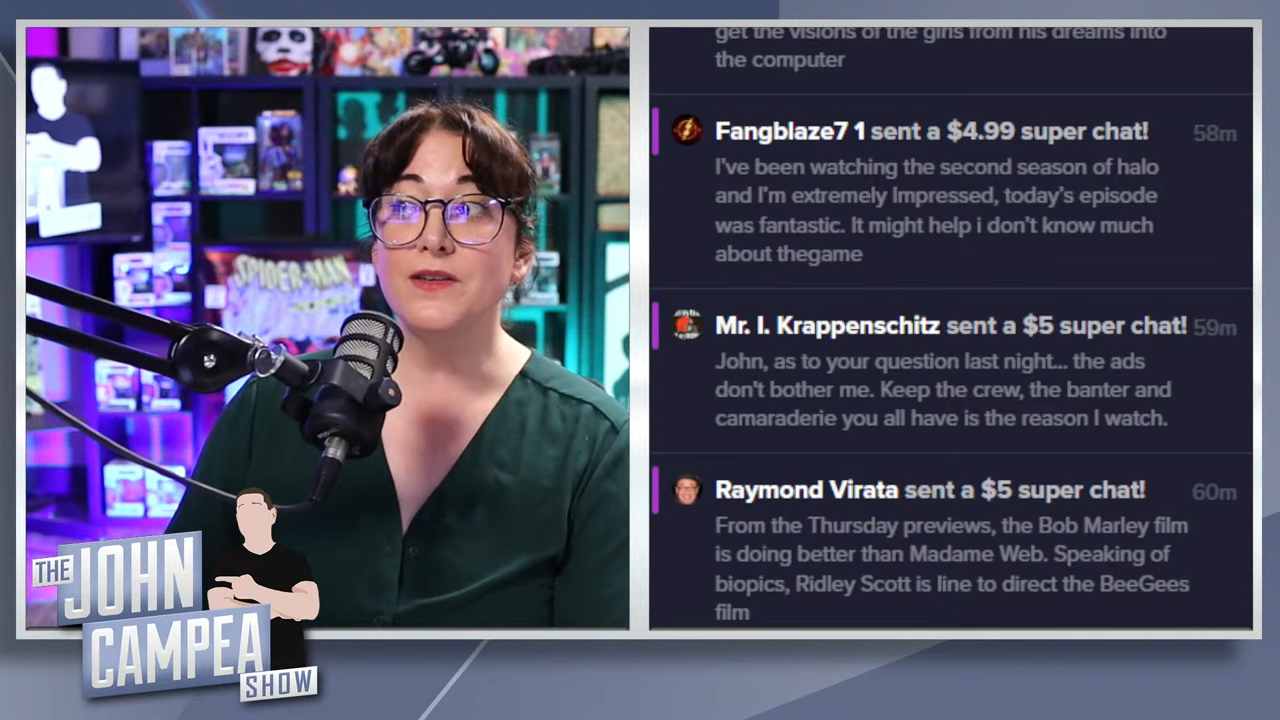 get the visions of the girls from his dreams into
the computer
Fangblaze7 1 sent a $4.99 super chat! 58m
I've been watching the second season of halo
and I'm extremely Impressed, today's episode
was fantastic. It might help i don't know much
about thegame
Mr. I. Krappenschitz sent a $5 super chat! 59m
John, as to your question last night... the ads
don't bother me. Keep the crew, the banter and
camaraderie you all have is the reason I watch.
Raymond Virata sent a $5 super chat! 60m
From the Thursday previews, the Bob Marley film
is doing better than Madame Web. Speaking of
biopics, Ridley Scott is line to direct the BeeGees
film
SPIDER-MAN
THE JOHN
CAMPEA
SHOW